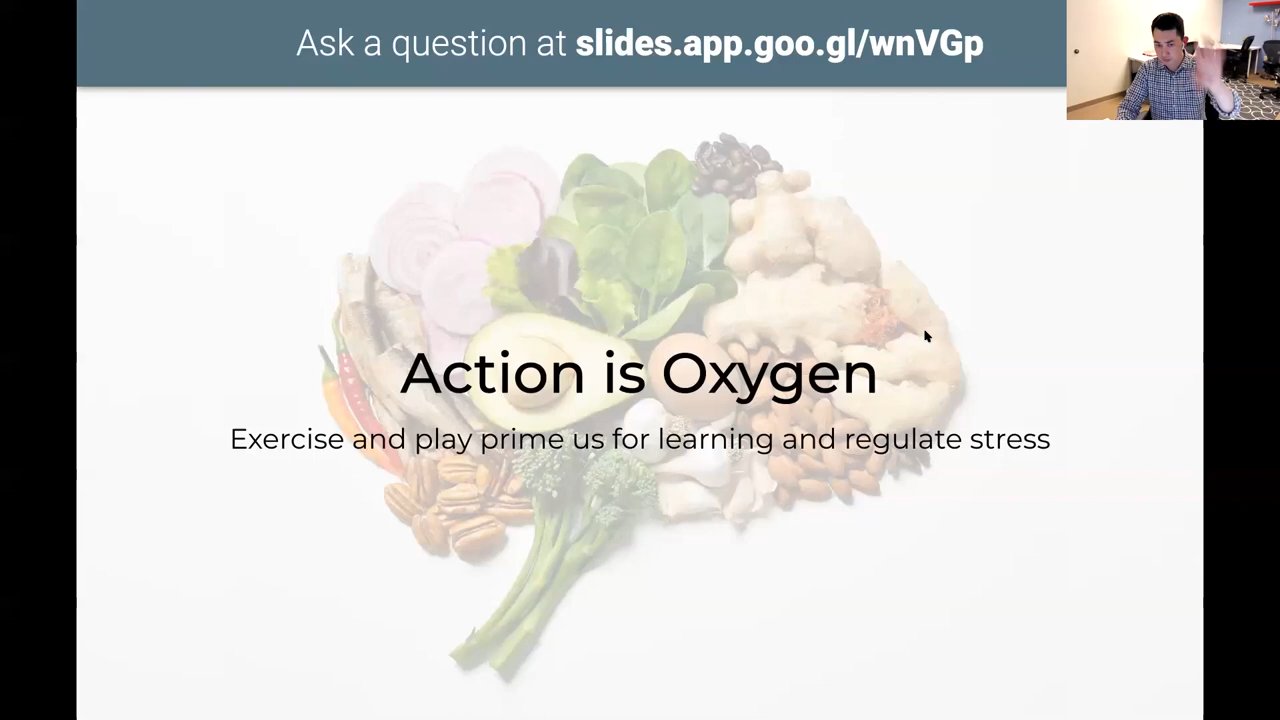 Ask a question at slides.app.goo.gl/wnVGp
Action is Oxygen
Exercise and play prime us for learning and regulate stress